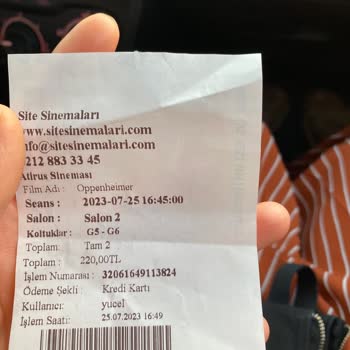 Site Sinemaları
www.sitesinemalari.com
info@sitesinemalari.com
212 883 33 45
Atirus Sineması
Film Adı : Oppenheimer
Seans : 2023-07-25 16:45:00
Salon : Salon 2
Koltuklar : G5 - G6
Toplam: Tam 2
Toplam : 220,00TL
İşlem Numarası : 32061649113824
Ödeme Şekli : Kredi Kartı
Kullanıcı: yucel
İşlem Saati: 25.07.2023 16:49